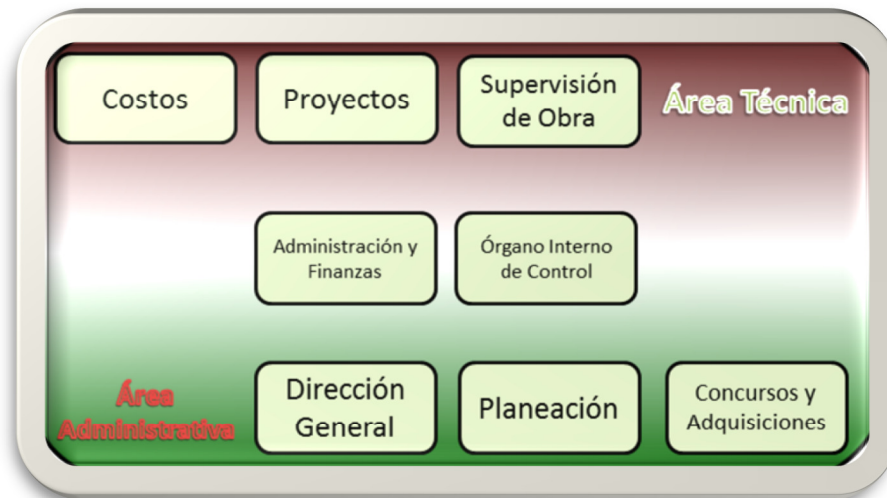 Costos
Proyectos
Supervisión
de Obra
Área Técnica
Administración y
Finanzas
Órgano Interno
de Control
Área
Administrativa
Dirección
General
Planeación
Concursos y
Adquisiciones